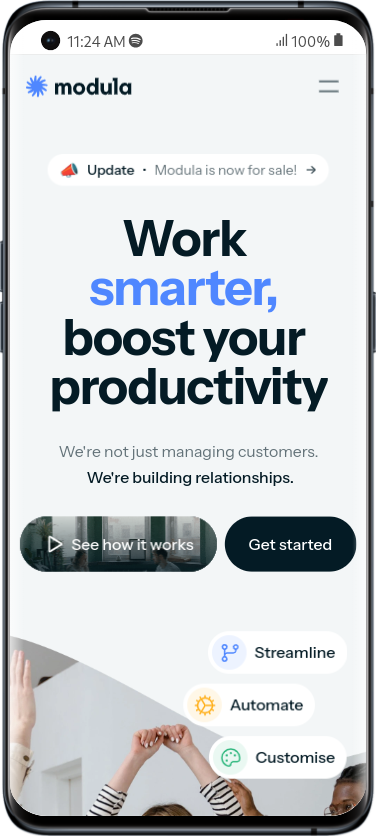 11:24 AM 100%
modula
Update · Modula is now for sale! →
Work
smarter,
boost your
productivity
We're not just managing customers.
We're building relationships.
See how it works Get started
Streamline
Automate
Customise